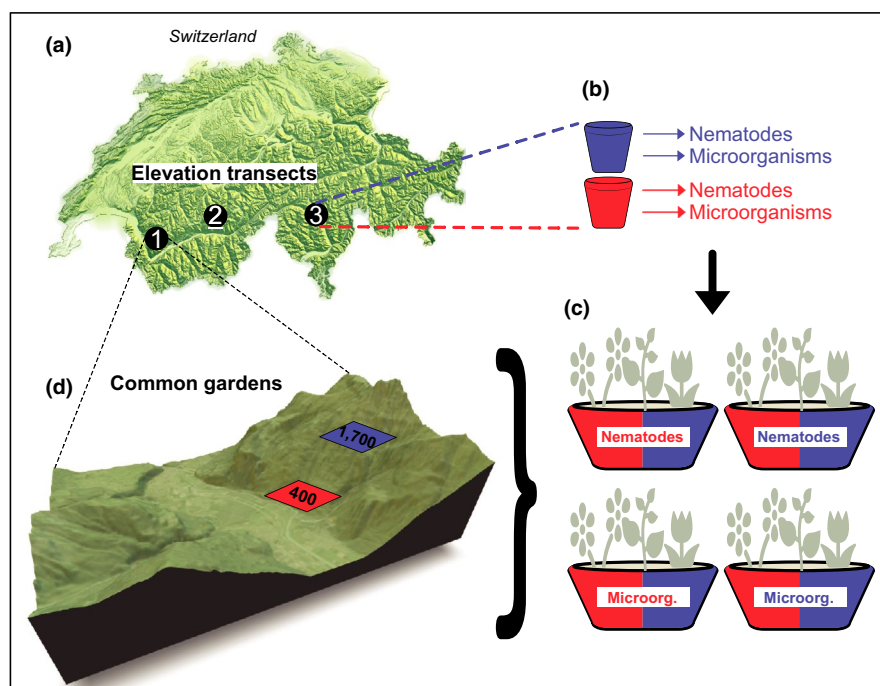 (a)
Switzerland
Elevation transects
1
2
3
(b)
Nematodes
Microorganisms
Nematodes
Microorganisms
(c)
Nematodes
Nematodes
Microorg.
Microorg.
(d)
Common gardens
1,700
400